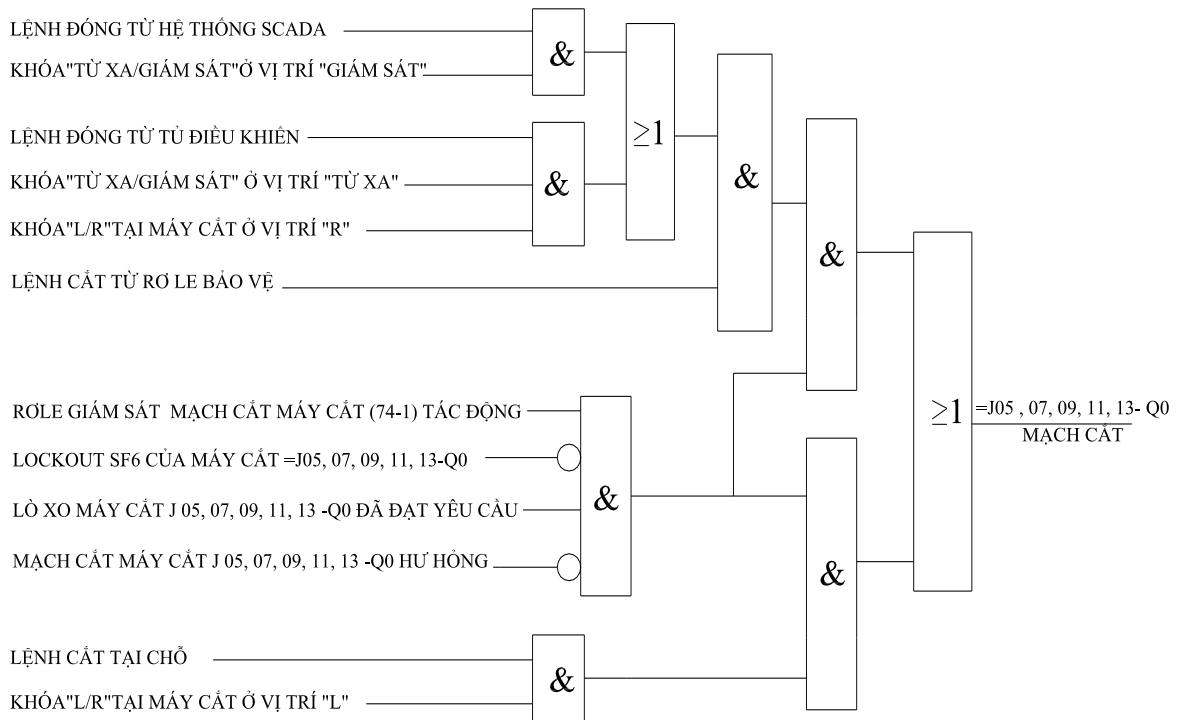 LỆNH ĐÓNG TỪ HỆ THỐNG SCADA
KHÓA"TỪ XA/GIÁM SÁT"Ở VỊ TRÍ "GIÁM SÁT"
&
LỆNH ĐÓNG TỪ TỦ ĐIỀU KHIỂN
KHÓA"TỪ XA/GIÁM SÁT" Ở VỊ TRÍ "TỪ XA"
KHÓA"L/R"TẠI MÁY CẮT Ở VỊ TRÍ "R"
&
≥1
LỆNH CẮT TỪ RƠ LE BẢO VỆ
&
&
RƠLE GIÁM SÁT MẠCH CẮT MÁY CẮT (74-1) TÁC ĐỘNG
LOCKOUT SF6 CỦA MÁY CẮT =J05, 07, 09, 11, 13-Q0
LÒ XO MÁY CẮT J 05, 07, 09, 11, 13 -Q0 ĐÃ ĐẠT YÊU CẦU
MẠCH CẮT MÁY CẮT J 05, 07, 09, 11, 13 -Q0 HƯ HỎNG
&
&
≥1
=J05 , 07, 09, 11, 13- Q0
MẠCH CẮT
LỆNH CẮT TẠI CHỖ
KHÓA"L/R"TẠI MÁY CẮT Ở VỊ TRÍ "L"
&